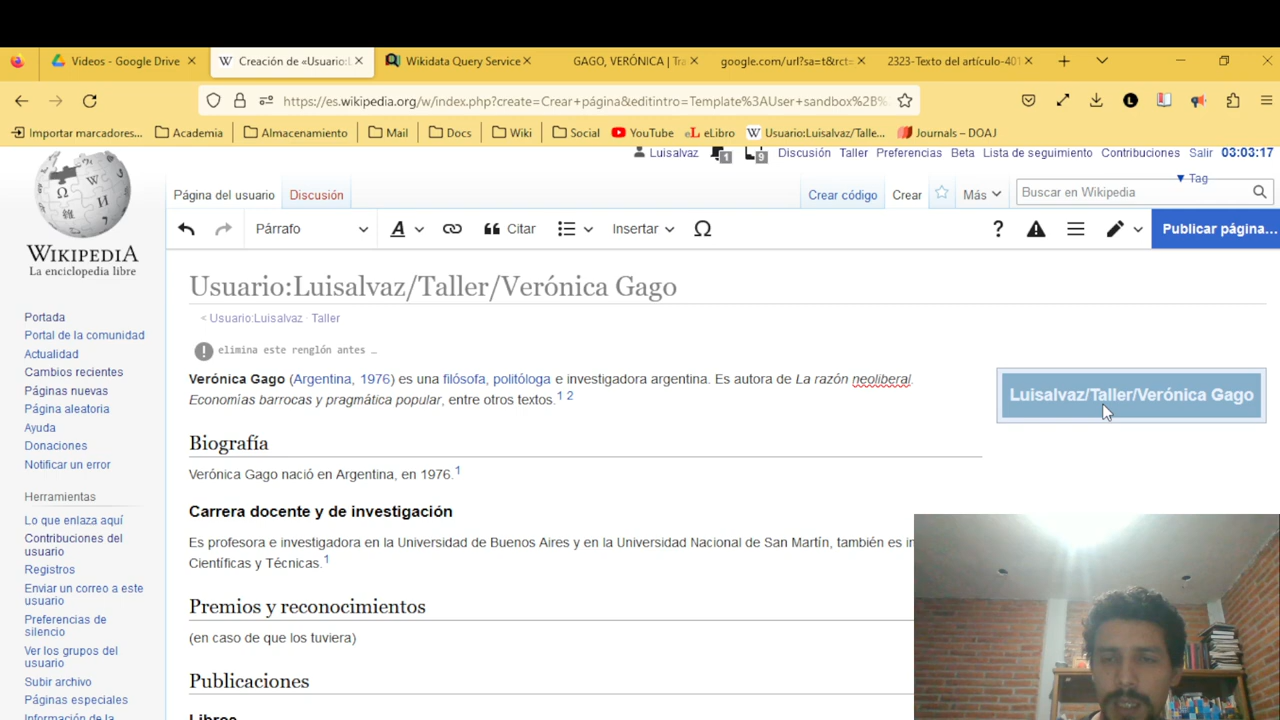 Videos - Google Drive
Creación de «Usuario:L
Wikidata Query Service
GAGO, VERÓNICA | Tra
google.com/url?sa=t&rct=
2323-Texto del artículo-401
https://es.wikipedia.org/w/index.php?create=Crear+página&editintro=Template%3AUser+sandbox%2B%
Importar marcadores...
Academia
Almacenamiento
Mail
Docs
Wiki
Social
YouTube
eLibro
Usuario:Luisalvaz/Talle...
Journals – DOAJ
Luisalvaz
1
9
Discusión
Taller
Preferencias
Beta
Lista de seguimiento
Contribuciones
Salir
03:03:17
▼ Tag
Página del usuario
Discusión
Crear código
Crear
Más
Buscar en Wikipedia
Párrafo
A
Citar
Insertar
Ω
?
Publicar página...
WIKIPEDIA
La enciclopedia libre
Portada
Portal de la comunidad
Actualidad
Cambios recientes
Páginas nuevas
Página aleatoria
Ayuda
Donaciones
Notificar un error
Herramientas
Lo que enlaza aquí
Contribuciones del
usuario
Registros
Enviar un correo a este
usuario
Preferencias de
silencio
Ver los grupos del
usuario
Subir archivo
Páginas especiales
Información de la
Usuario:Luisalvaz/Taller/Verónica Gago
< Usuario:Luisalvaz · Taller
elimina este renglón antes …
Verónica Gago (Argentina, 1976) es una filósofa, politóloga e investigadora argentina. Es autora de La razón neoliberal.
Economías barrocas y pragmática popular, entre otros textos.1 2
Luisalvaz/Taller/Verónica Gago
Biografía
Verónica Gago nació en Argentina, en 1976.1
Carrera docente y de investigación
Es profesora e investigadora en la Universidad de Buenos Aires y en la Universidad Nacional de San Martín, también es in
Científicas y Técnicas.1
Premios y reconocimientos
(en caso de que los tuviera)
Publicaciones
Libros